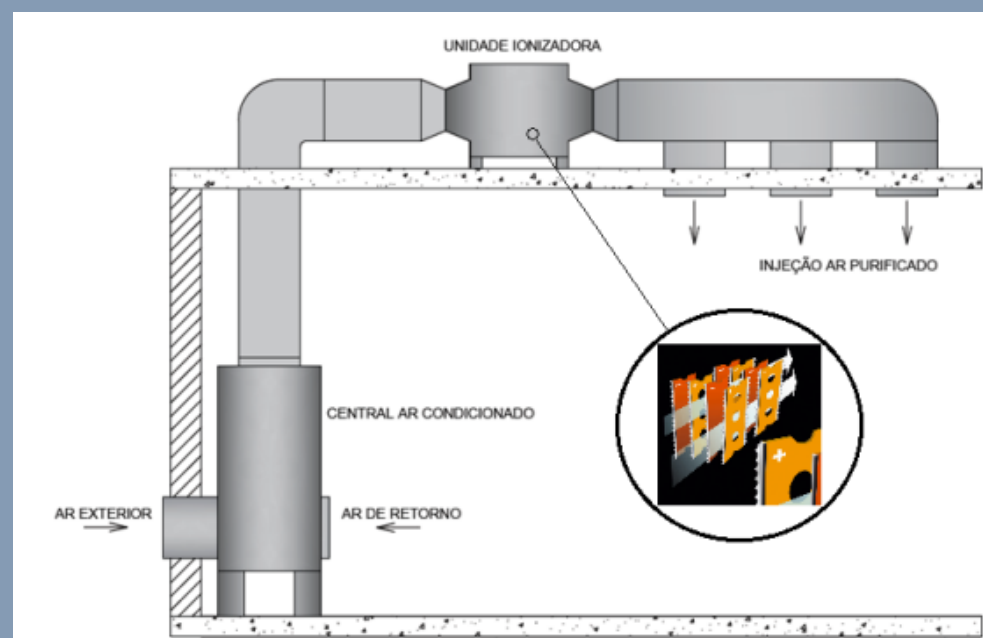 UNIDADE IONIZADORA
INJEÇÃO AR PURIFICADO
CENTRAL AR CONDICIONADO
AR EXTERIOR
AR DE RETORNO
+